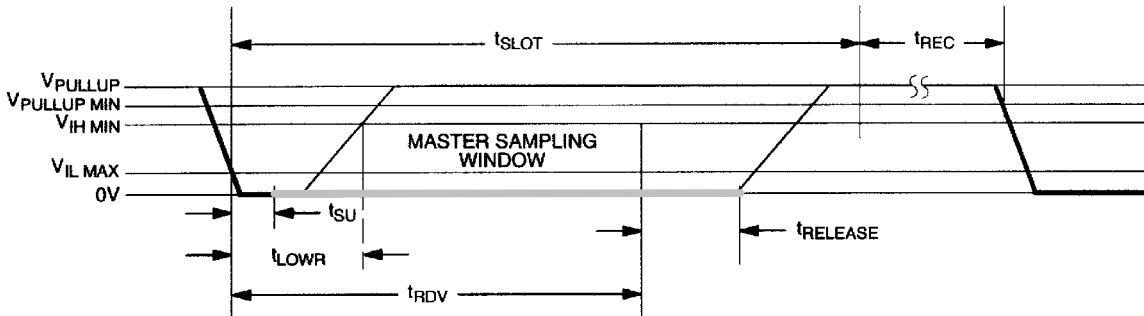 tSLOT
tREC
VPULLUP
VPULLUP MIN
VIH MIN
MASTER SAMPLING
WINDOW
VIL MAX
0V
tSU
tRELEASE
tLOWR
tRDV